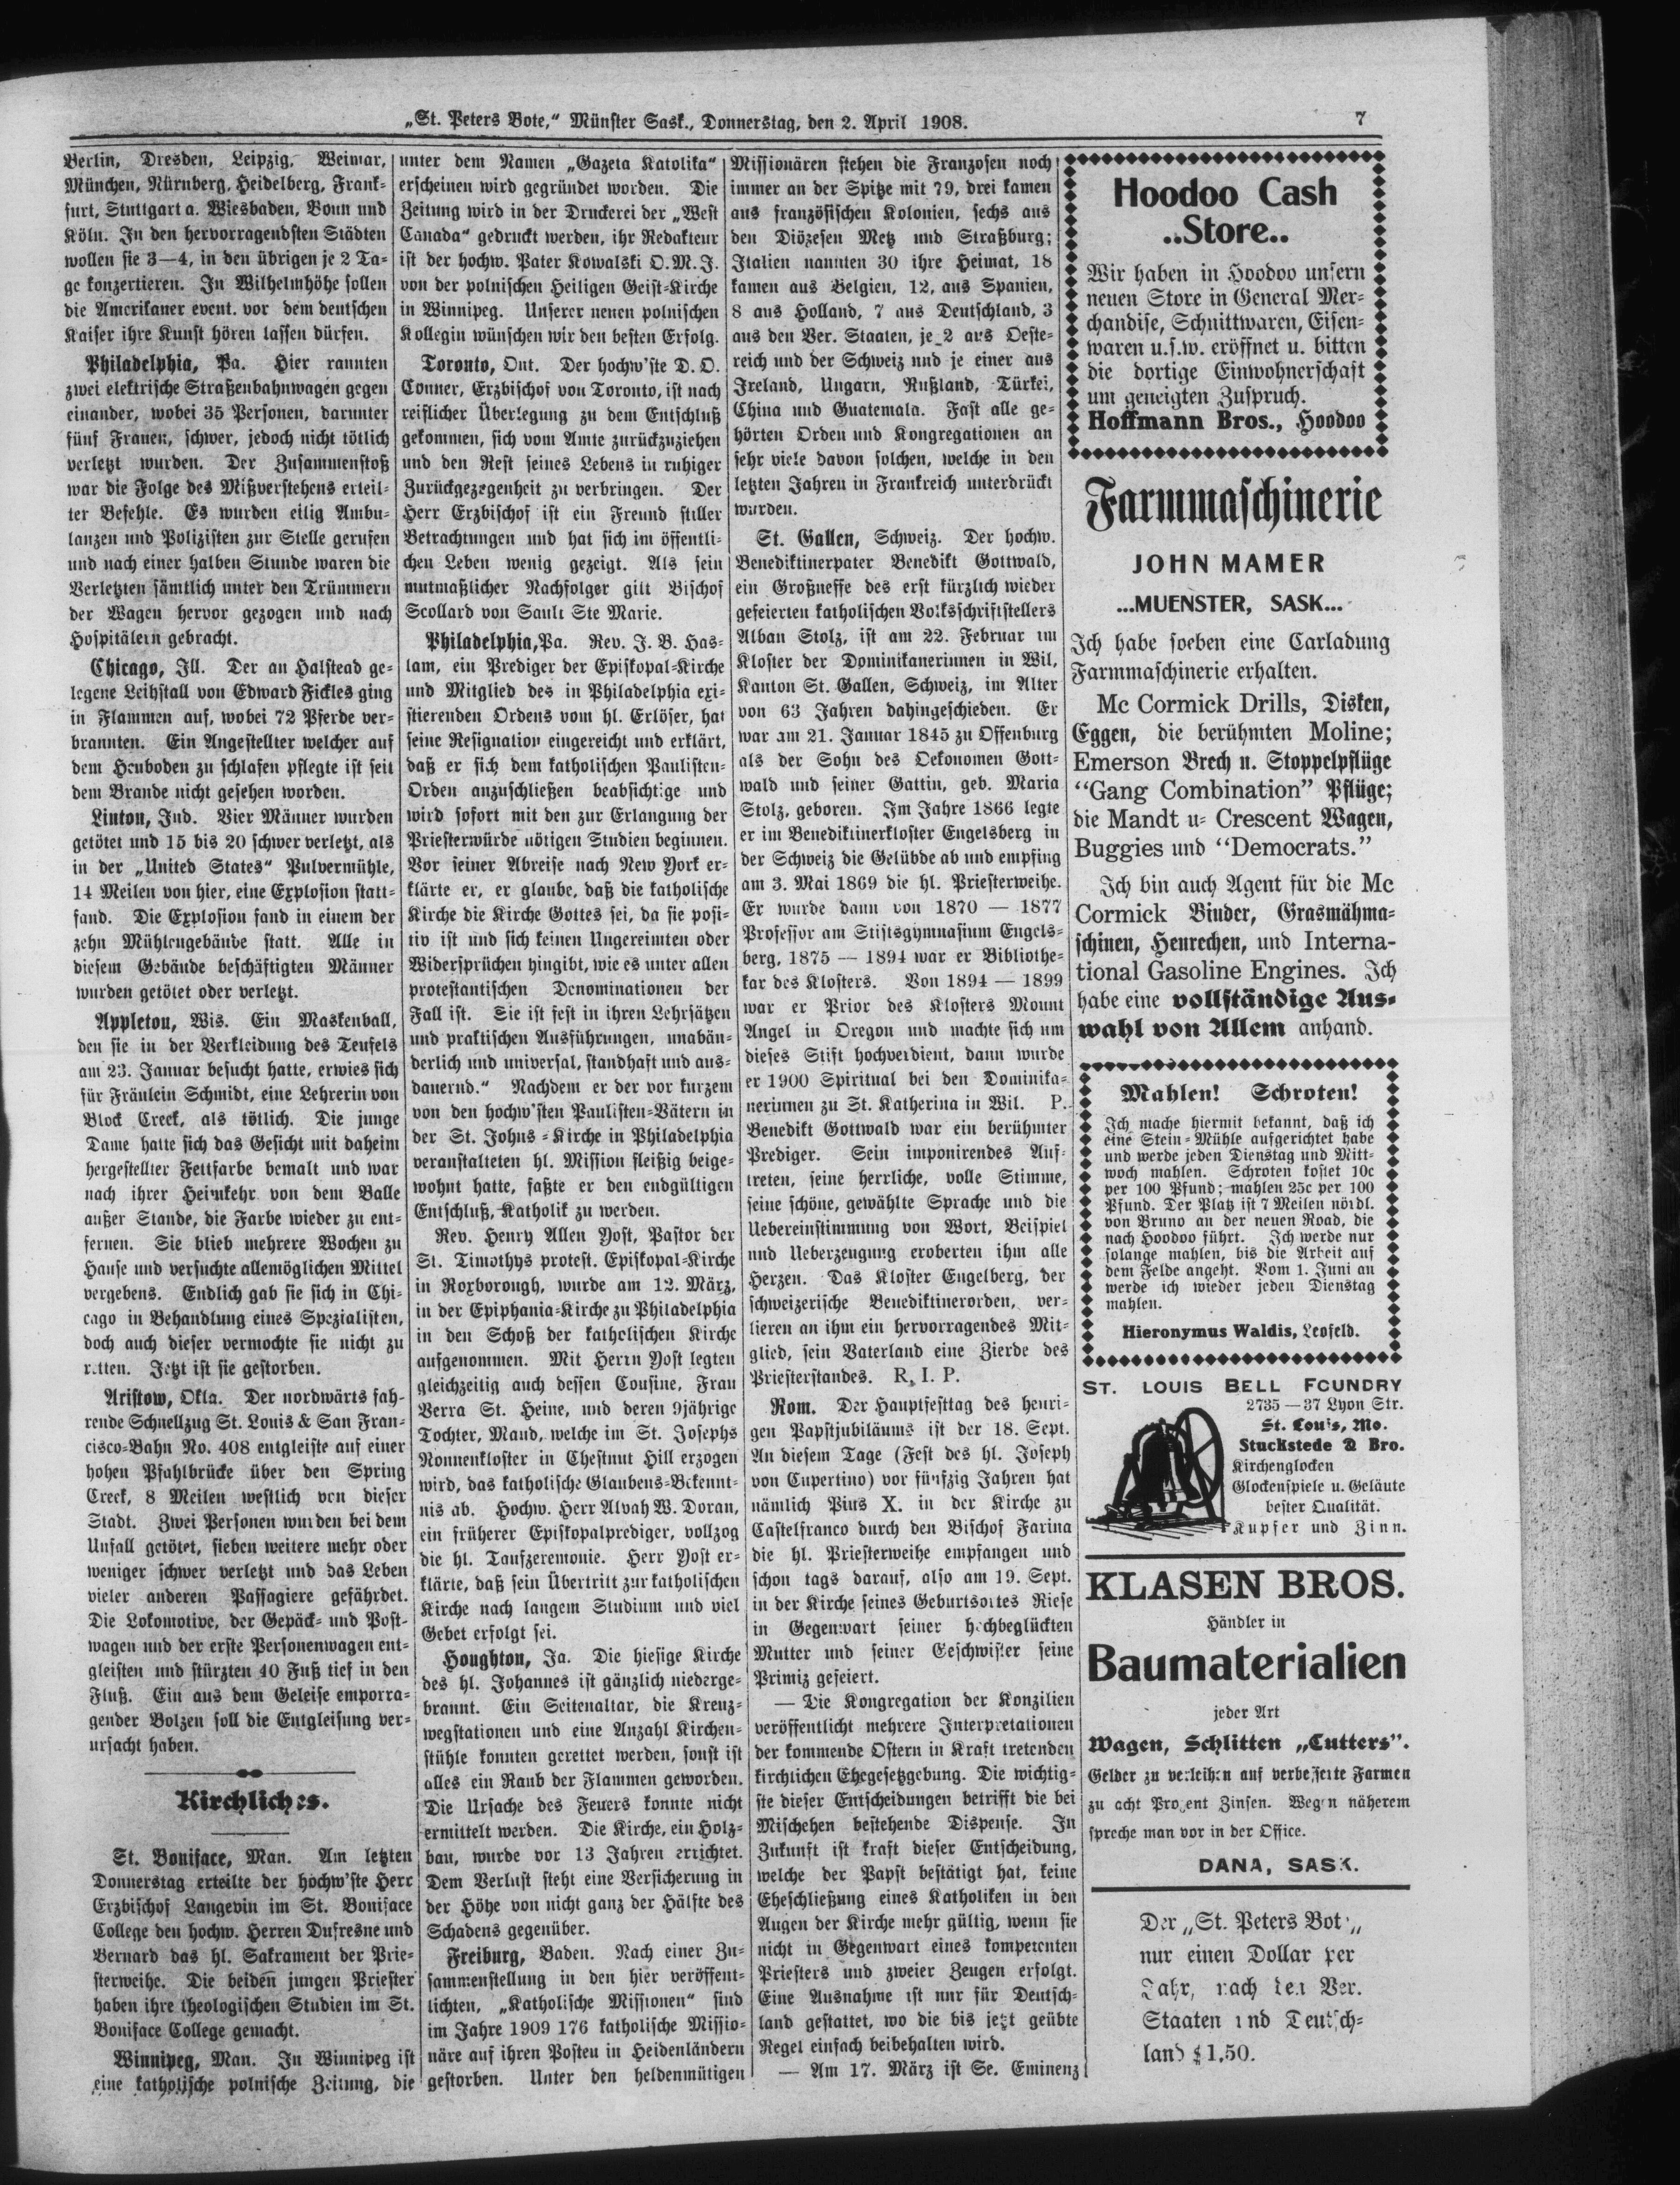 „St. Peters Bote,“ Münster Sask., Donnerstag, den 2. April 1908.
7
Berlin, Dresden, Leipzig, Weimar,
München, Nürnberg, Heidelberg, Frank-
furt, Stuttgart a. Wiesbaden, Bonn und
Köln. In den hervorragendsten Städten
wollen sie 3—4, in den übrigen je 2 Ta-
ge konzertieren. In Wilhelmhöhe sollen
die Amerikaner event. vor dem deutschen
Kaiser ihre Kunst hören lassen dürfen.
Philadelphia, Pa. Hier rannten
zwei elektrische Straßenbahnwagen gegen
einander, wobei 35 Personen, darunter
fünf Frauen, schwer, jedoch nicht tötlich
verletzt wurden. Der Zusammenstoß
war die Folge des Mißverstehens erteil-
ter Befehle. Es wurden eilig Ambu-
lanzen und Polizisten zur Stelle gerufen
und nach einer halben Stunde waren die
Verletzten sämtlich unter den Trümmern
der Wagen hervor gezogen und nach
Hospitälern gebracht.
Chicago, Ill. Der an Halstead ge-
legene Leihstall von Edward Fickles ging
in Flammen auf, wobei 72 Pferde ver-
brannten. Ein Angestellter welcher auf
dem Heuboden zu schlafen pflegte ist seit
dem Brande nicht gesehen worden.
Linton, Ind. Vier Männer wurden
getötet und 15 bis 20 schwer verletzt, als
in der „United States“ Pulvermühle,
14 Meilen von hier, eine Explosion statt-
fand. Die Explosion fand in einem der
zehn Mühlengebäude statt. Alle in
diesem Gebäude beschäftigten Männer
wurden getötet oder verletzt.
Appleton, Wis. Ein Maskenball,
den sie in der Verkleidung des Teufels
am 23. Januar besucht hatte, erwies sich
für Fräulein Schmidt, eine Lehrerin von
Block Creek, als tötlich. Die junge
Dame hatte sich das Gesicht mit daheim
hergestellter Fettfarbe bemalt und war
nach ihrer Heimkehr von dem Balle
außer Stande, die Farbe wieder zu ent-
fernen. Sie blieb mehrere Wochen zu
Hause und versuchte allemöglichen Mittel
vergebens. Endlich gab sie sich in Chi-
cago in Behandlung eines Spezialisten,
doch auch dieser vermochte sie nicht zu
retten. Jetzt ist sie gestorben.
Aristow, Okla. Der nordwärts fah-
rende Schnellzug St. Louis & San Fran-
cisco-Bahn No. 408 entgleiste auf einer
hohen Pfahlbrücke über den Spring
Creek, 8 Meilen westlich von dieser
Stadt. Zwei Personen wurden bei dem
Unfall getötet, sieben weitere mehr oder
weniger schwer verletzt und das Leben
vieler anderen Passagiere gefährdet.
Die Lokomotive, der Gepäck- und Post-
wagen und der erste Personenwagen ent-
gleisten und stürzten 40 Fuß tief in den
Fluß. Ein aus dem Geleise emporra-
gender Bolzen soll die Entgleisung ver-
ursacht haben.
Kirchliches.
St. Boniface, Man. Am letzten
Donnerstag erteilte der hochw'ste Herr
Erzbischof Langevin im St. Boniface
College den hochw. Herren Dufresne und
Bernard das hl. Sakrament der Prie-
sterweihe. Die beiden jungen Priester
haben ihre theologischen Studien im St.
Boniface College gemacht.
Winnipeg, Man. In Winnipeg ist
eine katholische polnische Zeitung, die
unter dem Namen „Gazeta Katolika“
erscheinen wird gegründet worden. Die
Zeitung wird in der Druckerei der „West
Canada“ gedruckt werden, ihr Redakteur
ist der hochw. Pater Kowalski O. M. J.
von der polnischen Heiligen Geist-Kirche
in Winnipeg. Unserer neuen polnischen
Kollegin wünschen wir den besten Erfolg.
Toronto, Ont. Der hochw'ste D. O.
Conner, Erzbischof von Toronto, ist nach
reiflicher Überlegung zu dem Entschluß
gekommen, sich vom Amte zurückzuziehen
und den Rest seines Lebens in ruhiger
Zurückgezegenheit zu verbringen. Der
Herr Erzbischof ist ein Freund stiller
Betrachtungen und hat sich im öffentli-
chen Leben wenig gezeigt. Als sein
mutmaßlicher Nachfolger gilt Bischof
Scollard von Sault Ste Marie.
Philadelphia, Pa. Rev. J. B. Has-
lam, ein Prediger der Episkopal-Kirche
und Mitglied des in Philadelphia exi-
stierenden Ordens vom hl. Erlöser, hat
seine Resignation eingereicht und erklärt,
daß er sich dem katholischen Paulisten-
Orden anzuschließen beabsichtige und
wird sofort mit den zur Erlangung der
Priesterwürde nötigen Studien beginnen.
Vor seiner Abreise nach New York er-
klärte er, er glaube, daß die katholische
Kirche die Kirche Gottes sei, da sie posi-
tiv ist und sich keinen Ungereimten oder
Widersprüchen hingibt, wie es unter allen
protestantischen Denominationen der
Fall ist. Sie ist fest in ihren Lehrsätzen
und praktischen Ausführungen, unabän-
derlich und universal, standhaft und aus-
dauernd.“ Nachdem er der vor kurzem
von den hochw'sten Paulisten-Vätern in
der St. Johns-Kirche in Philadelphia
veranstalteten hl. Mission fleißig beige-
wohnt hatte, faßte er den endgültigen
Entschluß, Katholik zu werden.
Rev. Henry Allen Yost, Pastor der
St. Timothys protest. Episkopal-Kirche
in Roxborough, wurde am 12. März,
in der Epiphania-Kirche zu Philadelphia
in den Schoß der katholischen Kirche
aufgenommen. Mit Herrn Yost legten
gleichzeitig auch dessen Cousine, Frau
Verra St. Heine, und deren 9jährige
Tochter, Maud, welche im St. Josephs
Nonnenkloster in Chestnut Hill erzogen
wird, das katholische Glaubens-Bekennt-
nis ab. Hochw. Herr Alvah W. Doran,
ein früherer Episkopalprediger, vollzog
die hl. Taufzeremonie. Herr Yost er-
klärte, daß sein Übertritt zur katholischen
Kirche nach langem Studium und viel
Gebet erfolgt sei.
Houghton, Ja. Die hiesige Kirche
des hl. Johannes ist gänzlich niederge-
brannt. Ein Seitenaltar, die Kreuz-
wegstationen und eine Anzahl Kirchen-
stühle konnten gerettet werden, sonst ist
alles ein Raub der Flammen geworden.
Die Ursache des Feuers konnte nicht
ermittelt werden. Die Kirche, ein Holz-
bau, wurde vor 13 Jahren errichtet.
Dem Verlust steht eine Versicherung in
der Höhe von nicht ganz der Hälfte des
Schadens gegenüber.
Freiburg, Baden. Nach einer Zu-
sammenstellung in den hier veröffent-
lichten, „Katholische Missionen“ sind
im Jahre 1909 176 katholische Missio-
näre auf ihren Posten in Heidenländern
gestorben. Unter den heldenmütigen
Missionären stehen die Franzosen noch
immer an der Spitze mit 79, drei kamen
aus französischen Kolonien, sechs aus
den Diözesen Metz und Straßburg;
Italien nannten 30 ihre Heimat, 18
kamen aus Belgien, 12, aus Spanien,
8 aus Holland, 7 aus Deutschland, 3
aus den Ver. Staaten, je 2 aus Oeste-
reich und der Schweiz und je einer aus
Ireland, Ungarn, Rußland, Türkei,
China und Guatemala. Fast alle ge-
hörten Orden und Kongregationen an
sehr viele davon solchen, welche in den
letzten Jahren in Frankreich unterdrückt
wurden.
St. Gallen, Schweiz. Der hochw.
Benediktinerpater Benedikt Gottwald,
ein Großneffe des erst kürzlich wieder
gefeierten katholischen Volksschriftstellers
Alban Stolz, ist am 22. Februar im
Kloster der Dominikanerinnen in Wil,
Kanton St. Gallen, Schweiz, im Alter
von 63 Jahren dahingeschieden. Er
war am 21. Januar 1845 zu Offenburg
als der Sohn des Oekonomen Gott-
wald und seiner Gattin, geb. Maria
Stolz, geboren. Im Jahre 1866 legte
er im Benediktinerkloster Engelsberg in
der Schweiz die Gelübde ab und empfing
am 3. Mai 1869 die hl. Priesterweihe.
Er wurde dann von 1870 — 1877
Professor am Stiftsgymnasium Engels-
berg, 1875 — 1894 war er Bibliothe-
kar des Klosters. Von 1894 — 1899
war er Prior des Klosters Mount
Angel in Oregon und machte sich um
dieses Stift hochverdient, dann wurde
er 1900 Spiritual bei den Dominika-
nerinnen zu St. Katherina in Wil. P.
Benedikt Gottwald war ein berühmter
Prediger. Sein imponirendes Auf-
treten, seine herrliche, volle Stimme,
seine schöne, gewählte Sprache und die
Uebereinstimmung von Wort, Beispiel
und Ueberzeugung eroberten ihm alle
Herzen. Das Kloster Engelberg, der
schweizerische Benediktinerorden, ver-
lieren an ihm ein hervorragendes Mit-
glied, sein Vaterland eine Zierde des
Priesterstandes. R. I. P.
Rom. Der Hauptfesttag des heuri-
gen Papstjubiläums ist der 18. Sept.
An diesem Tage (Fest des hl. Joseph
von Cupertino) vor fünfzig Jahren hat
nämlich Pius X. in der Kirche zu
Castelfranco durch den Bischof Farina
die hl. Priesterweihe empfangen und
schon tags darauf, also am 19. Sept.
in der Kirche seines Geburtsortes Riese
in Gegenwart seiner hochbeglückten
Mutter und seiner Geschwister seine
Primiz gefeiert.
— Die Kongregation der Konzilien
veröffentlicht mehrere Interpretationen
der kommende Ostern in Kraft tretenden
kirchlichen Ehegesetzgebung. Die wichtig-
ste dieser Entscheidungen betrifft die bei
Mischehen bestehende Dispense. In
Zukunft ist kraft dieser Entscheidung,
welche der Papst bestätigt hat, keine
Eheschließung eines Katholiken in den
Augen der Kirche mehr gültig, wenn sie
nicht in Gegenwart eines kompetenten
Priesters und zweier Zeugen erfolgt.
Eine Ausnahme ist nur für Deutsch-
land gestattet, wo die bis jetzt geübte
Regel einfach beibehalten wird.
— Am 17. März ist Se. Eminenz
Hoodoo Cash
..Store..
Wir haben in Hoodoo unsern
neuen Store in General Mer-
chandise, Schnittwaren, Eisen-
waren u.s.w. eröffnet u. bitten
die dortige Einwohnerschaft
um geneigten Zuspruch.
Hoffmann Bros., Hoodoo
Farmmaschinerie
JOHN MAMER
...MUENSTER, SASK...
Ich habe soeben eine Carladung
Farmmaschinerie erhalten.
Mc Cormick Drills, Disken,
Eggen, die berühmten Moline;
Emerson Brech u. Stoppelpflüge
“Gang Combination” Pflüge;
die Mandt u- Crescent Wagen,
Buggies und “Democrats.”
Ich bin auch Agent für die Mc
Cormick Binder, Grasmähma-
schinen, Heurechen, und Interna-
tional Gasoline Engines. Ich
habe eine vollständige Aus-
wahl von Allem anhand.
Mahlen! Schroten!
Ich mache hiermit bekannt, daß ich
eine Stein-Mühle aufgerichtet habe
und werde jeden Dienstag und Mitt-
woch mahlen. Schroten kostet 10c
per 100 Pfund; mahlen 25c per 100
Pfund. Der Platz ist 7 Meilen nördl.
von Bruno an der neuen Road, die
nach Hoodoo führt. Ich werde nur
solange mahlen, bis die Arbeit auf
dem Felde angeht. Vom 1. Juni an
werde ich wieder jeden Dienstag
mahlen.
Hieronymus Waldis, Leofeld.
ST. LOUIS BELL FOUNDRY
2735—37 Lyon Str.
St. Louis, Mo.
Stuckstede & Bro.
Kirchenglocken
Glockenspiele u. Geläute
bester Qualität.
Kupfer und Zinn.
KLASEN BROS.
Händler in
Baumaterialien
jeder Art
Wagen, Schlitten „Cutters“.
Gelder zu verleihen auf verbesserte Farmen
zu acht Prozent Zinsen. Wegen näherem
spreche man vor in der Office.
DANA, SASK.
Der „St. Peters Bote„
nur einen Dollar per
Jahr, nach den Ver.
Staaten und Deutsch-
land $1,50.